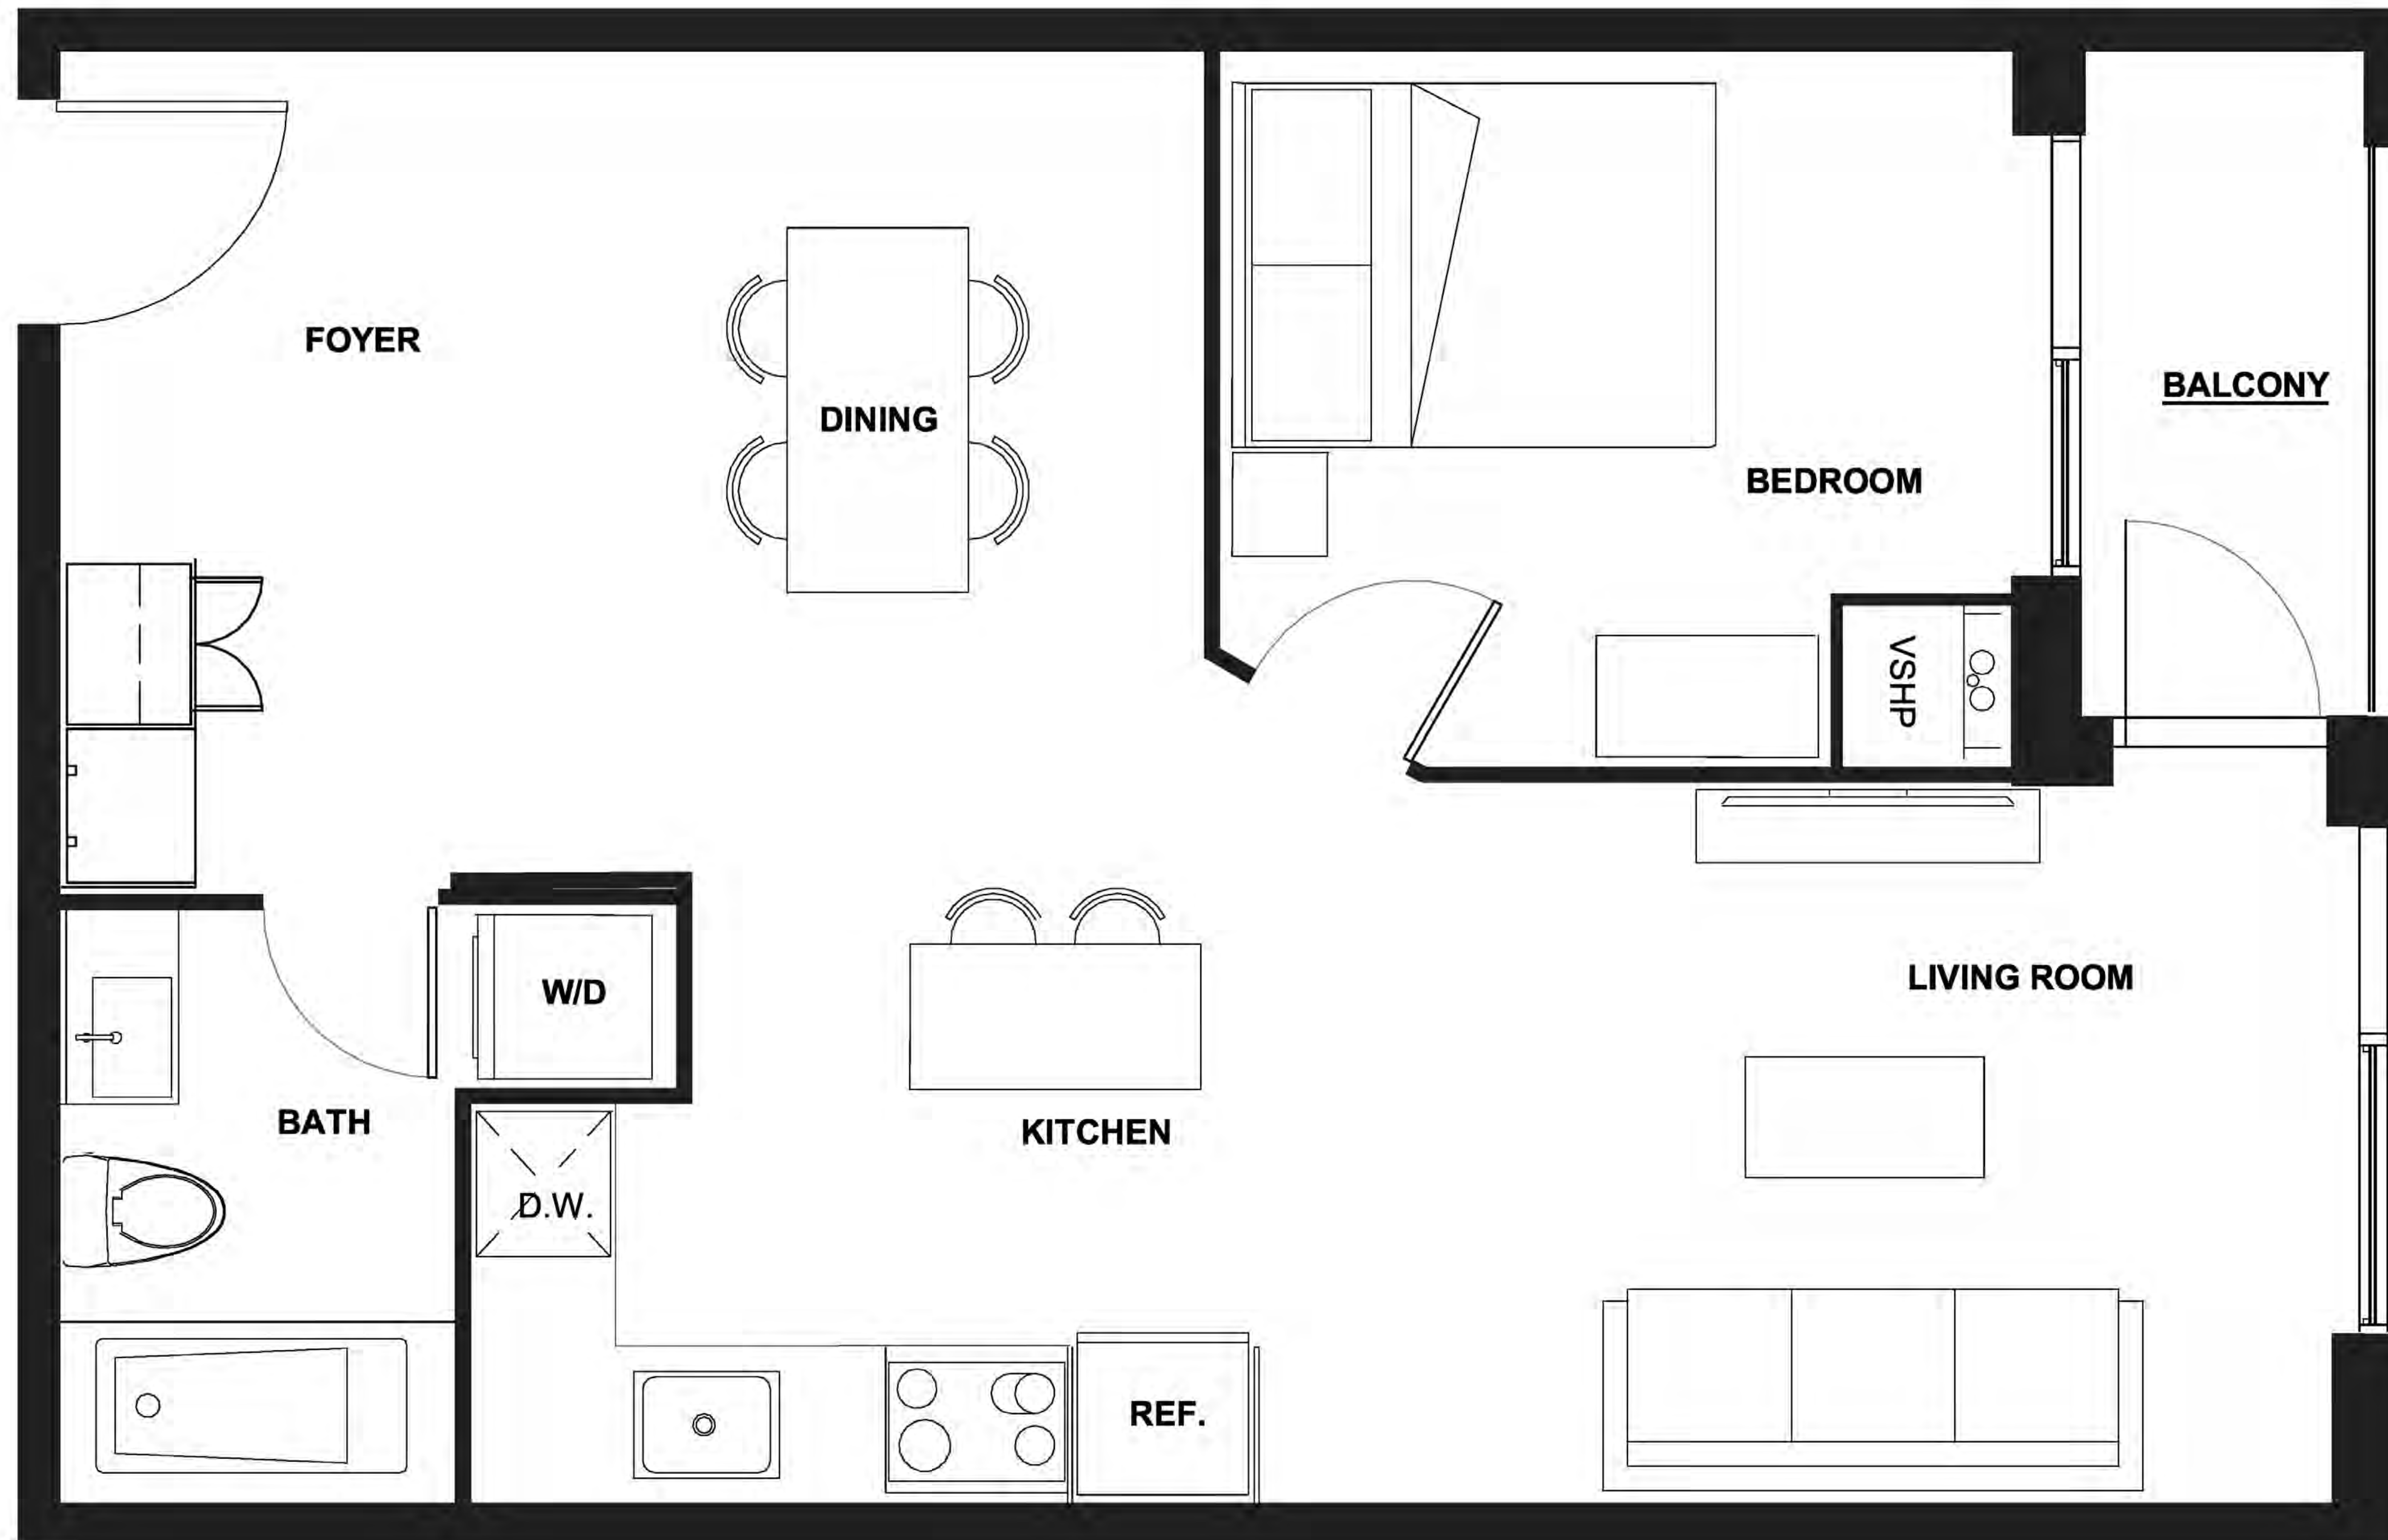 FOYER
DINING
BALCONY
BEDROOM
VSHP
W/D
LIVING ROOM
BATH
KITCHEN
D.W.
REF.